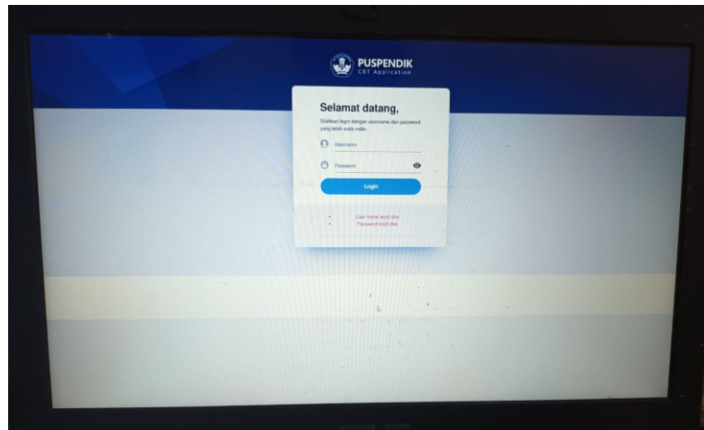 PUSPENDIK
CBT Application
Selamat datang,
Silahkan login dengan username dan password
yang telah anda miliki.
Username
Password
Login
User name wajib diisi
Password wajib diisi